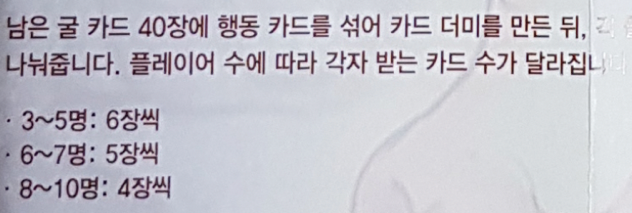 남은 굴 카드 40장에 행동 카드를 섞어 카드 더미를 만든 뒤, 각
나눠줍니다. 플레이어 수에 따라 각자 받는 카드 수가 달라집니다
· 3~5명: 6장씩
· 6~7명: 5장씩
· 8~10명: 4장씩